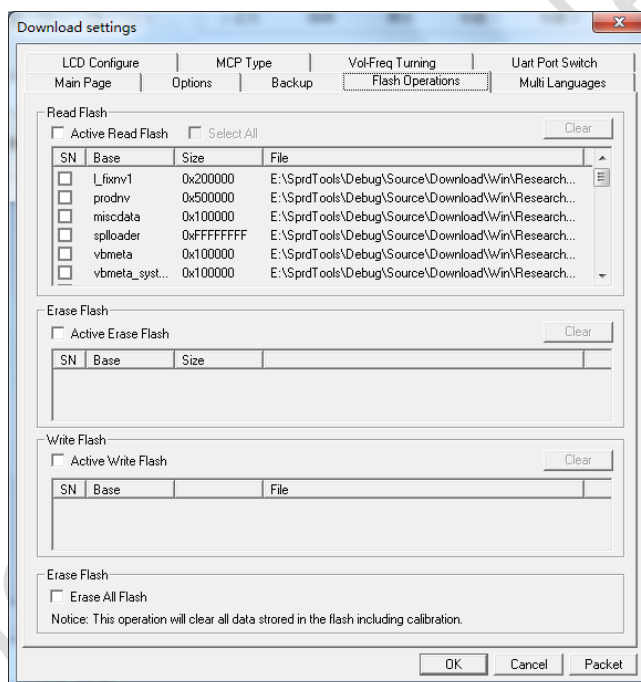 Download settings
LCD Configure MCP Type Vol-Freq Turning Uart Port Switch
Main Page Options Backup Flash Operations Multi Languages
Read Flash
Active Read Flash Select All Clear
SN Base Size File
l_fixnv1 0x200000 E:\SprdTools\Debug\Source\Download\Win\Research...
prodnv 0x500000 E:\SprdTools\Debug\Source\Download\Win\Research...
miscdata 0x100000 E:\SprdTools\Debug\Source\Download\Win\Research...
splloader 0xFFFFFFFF E:\SprdTools\Debug\Source\Download\Win\Research...
vbmeta 0x100000 E:\SprdTools\Debug\Source\Download\Win\Research...
vbmeta_syst... 0x100000 E:\SprdTools\Debug\Source\Download\Win\Research...
Erase Flash
Active Erase Flash Clear
SN Base Size
Write Flash
Active Write Flash Clear
SN Base File
Erase Flash
Erase All Flash
Notice: This operation will clear all data strored in the flash including calibration.
OK Cancel Packet